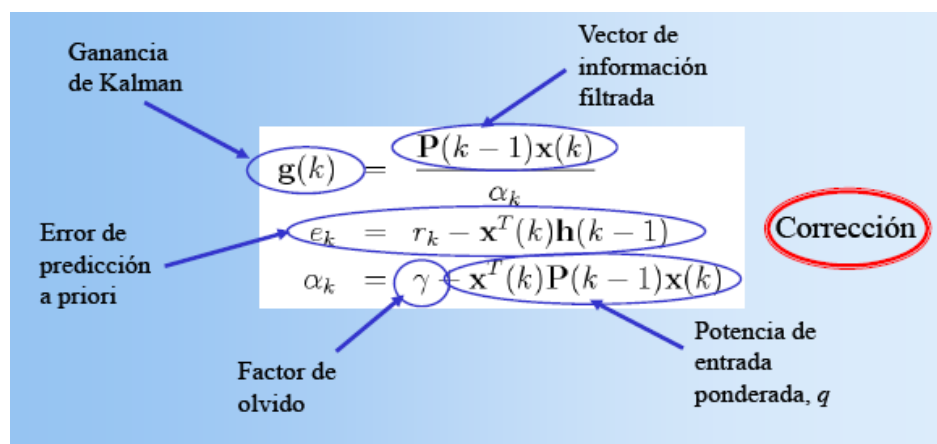 Ganancia
de Kalman
Vector de
información
filtrada
g(k) = P(k − 1)x(k) / α_k
Error de
predicción
a priori
e_k = r_k − x^T(k)h(k − 1)
α_k = γ + x^T(k)P(k − 1)x(k)
Corrección
Factor de
olvido
Potencia de
entrada
ponderada, q